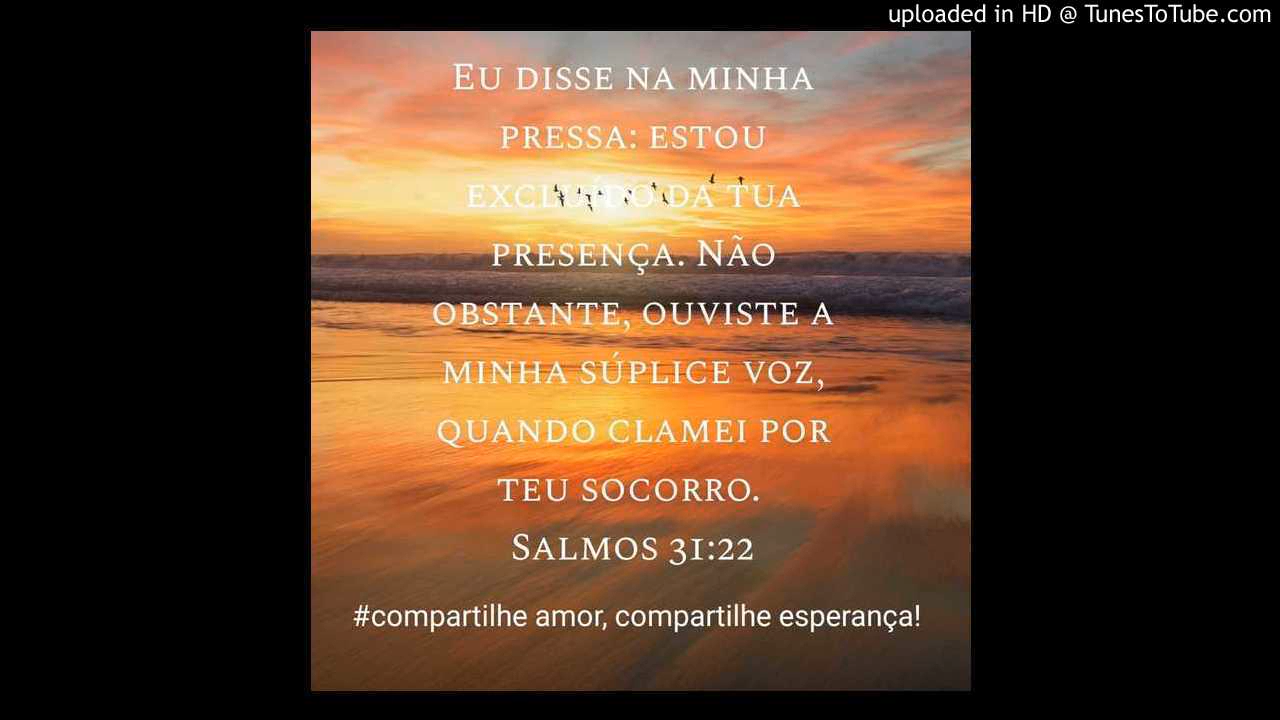 uploaded in HD @ TunesToTube.com
Eu disse na minha
pressa: estou
excluído da tua
presença. Não
obstante, ouviste a
minha súplice voz,
quando clamei por
teu socorro.
Salmos 31:22
#compartilhe amor, compartilhe esperança!